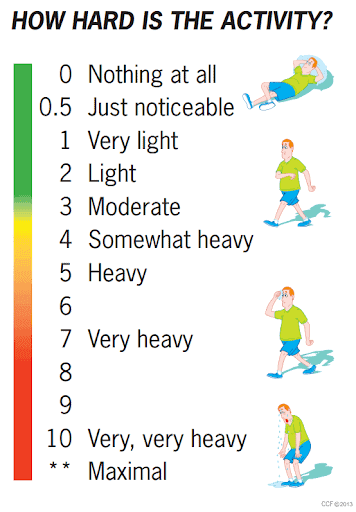 HOW HARD IS THE ACTIVITY?
0 Nothing at all
0.5 Just noticeable
1 Very light
2 Light
3 Moderate
4 Somewhat heavy
5 Heavy
6
7 Very heavy
8
9
10 Very, very heavy
** Maximal
CCF ©2013